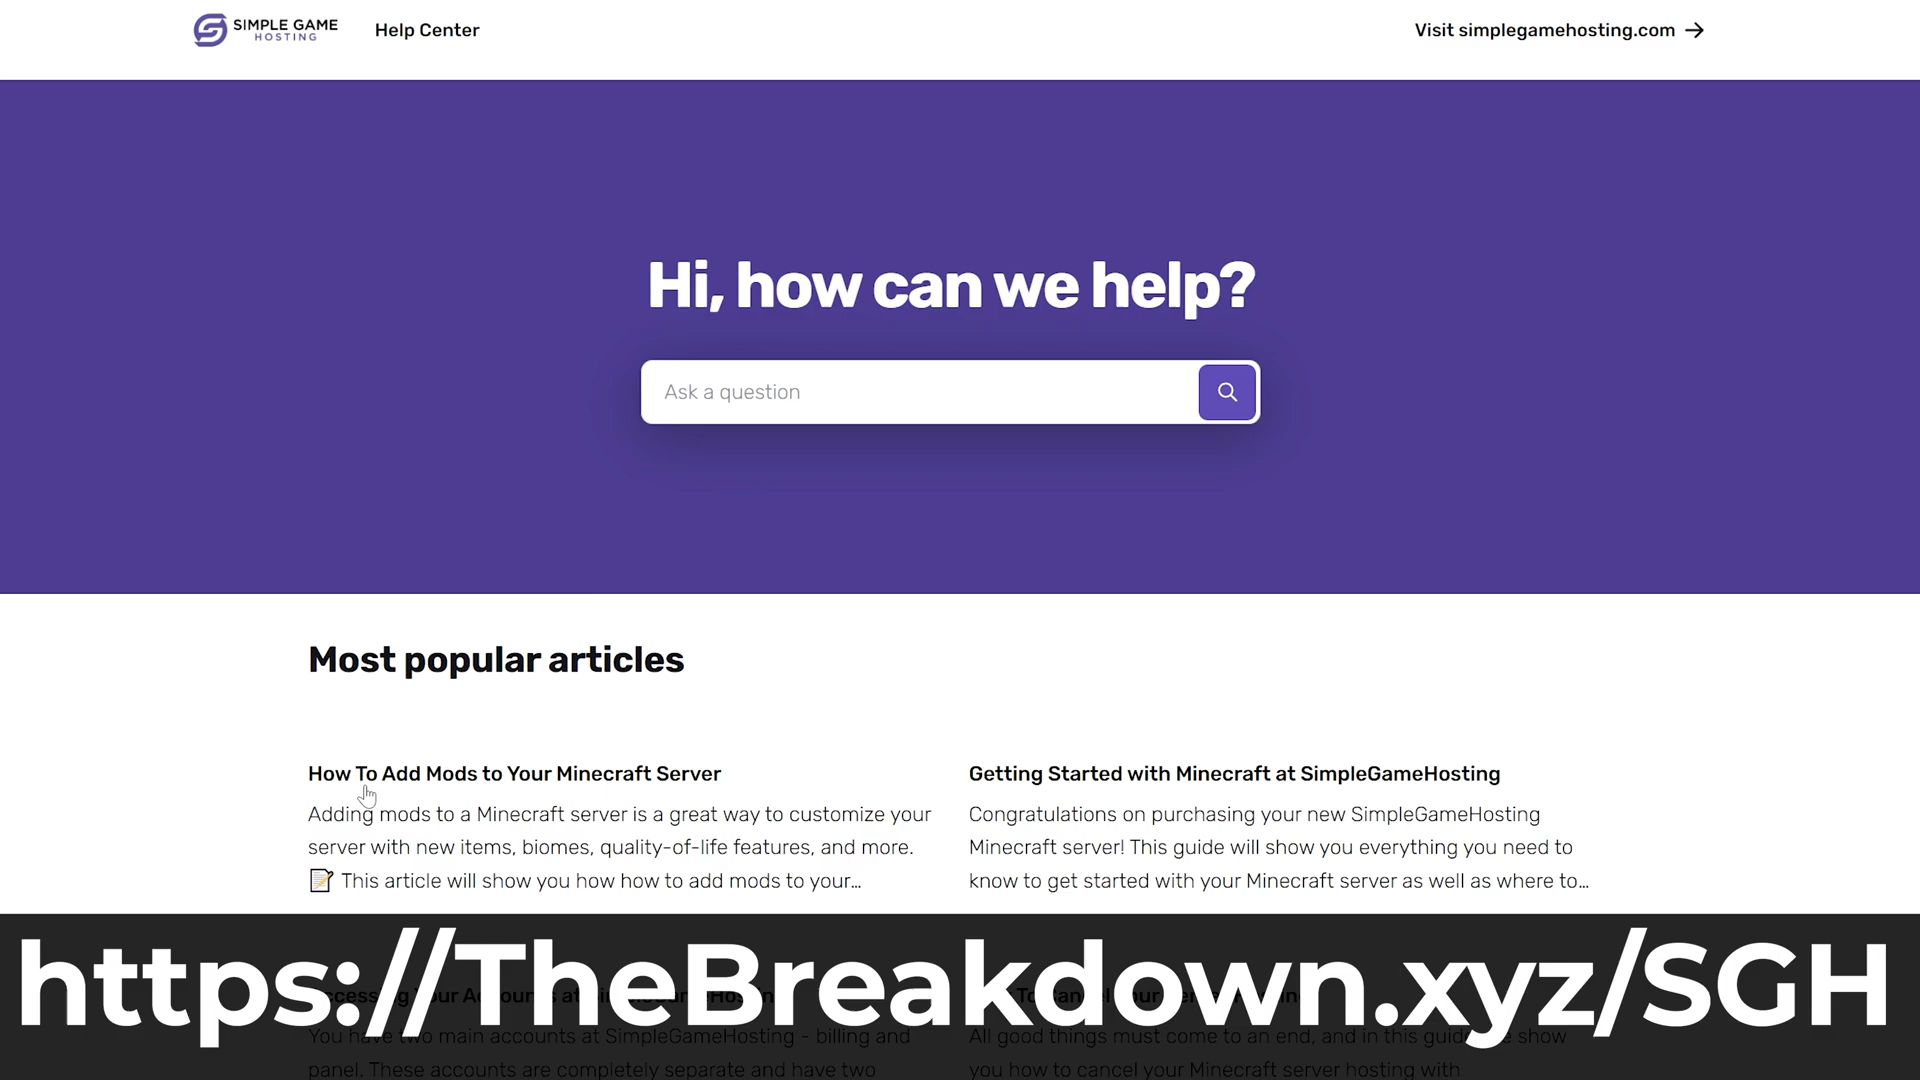 SIMPLE GAME
HOSTING
Help Center
Visit simplegamehosting.com
Hi, how can we help?
Ask a question
Most popular articles
How To Add Mods to Your Minecraft Server
Adding mods to a Minecraft server is a great way to customize your
server with new items, biomes, quality-of-life features, and more.
This article will show you how how to add mods to your...
Getting Started with Minecraft at SimpleGameHosting
Congratulations on purchasing your new SimpleGameHosting
Minecraft server! This guide will show you everything you need to
know to get started with your Minecraft server as well as where to...
https://TheBreakdown.xyz/SGH
You have two main accounts at SimpleGameHosting - billing and
panel. These accounts are completely separate and have two
All good things must come to an end, and in this guide show
you how to cancel your Minecraft server hosting with